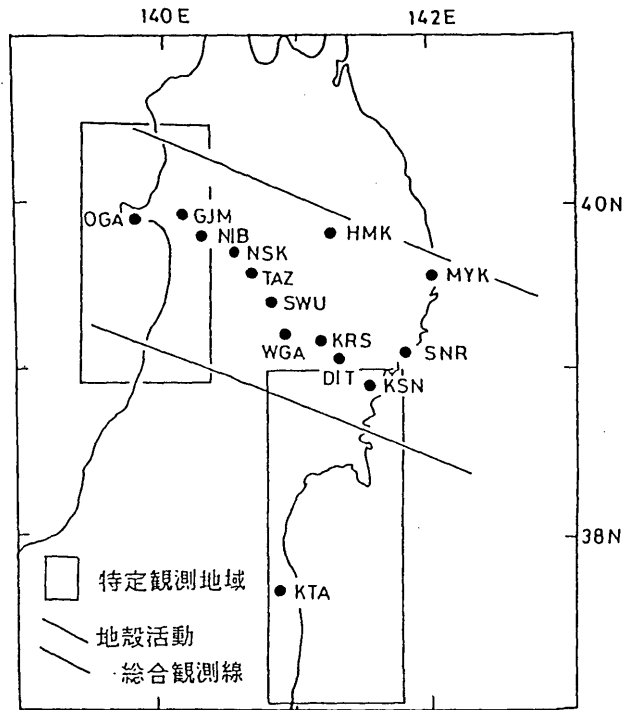 140E
142E
40N
OGA
GJM
NIB
HMK
NSK
TAZ
MYK
SWU
WGA
KRS
SNR
DIT
KSN
38N
特定観測地域
KTA
地殻活動
総合観測線